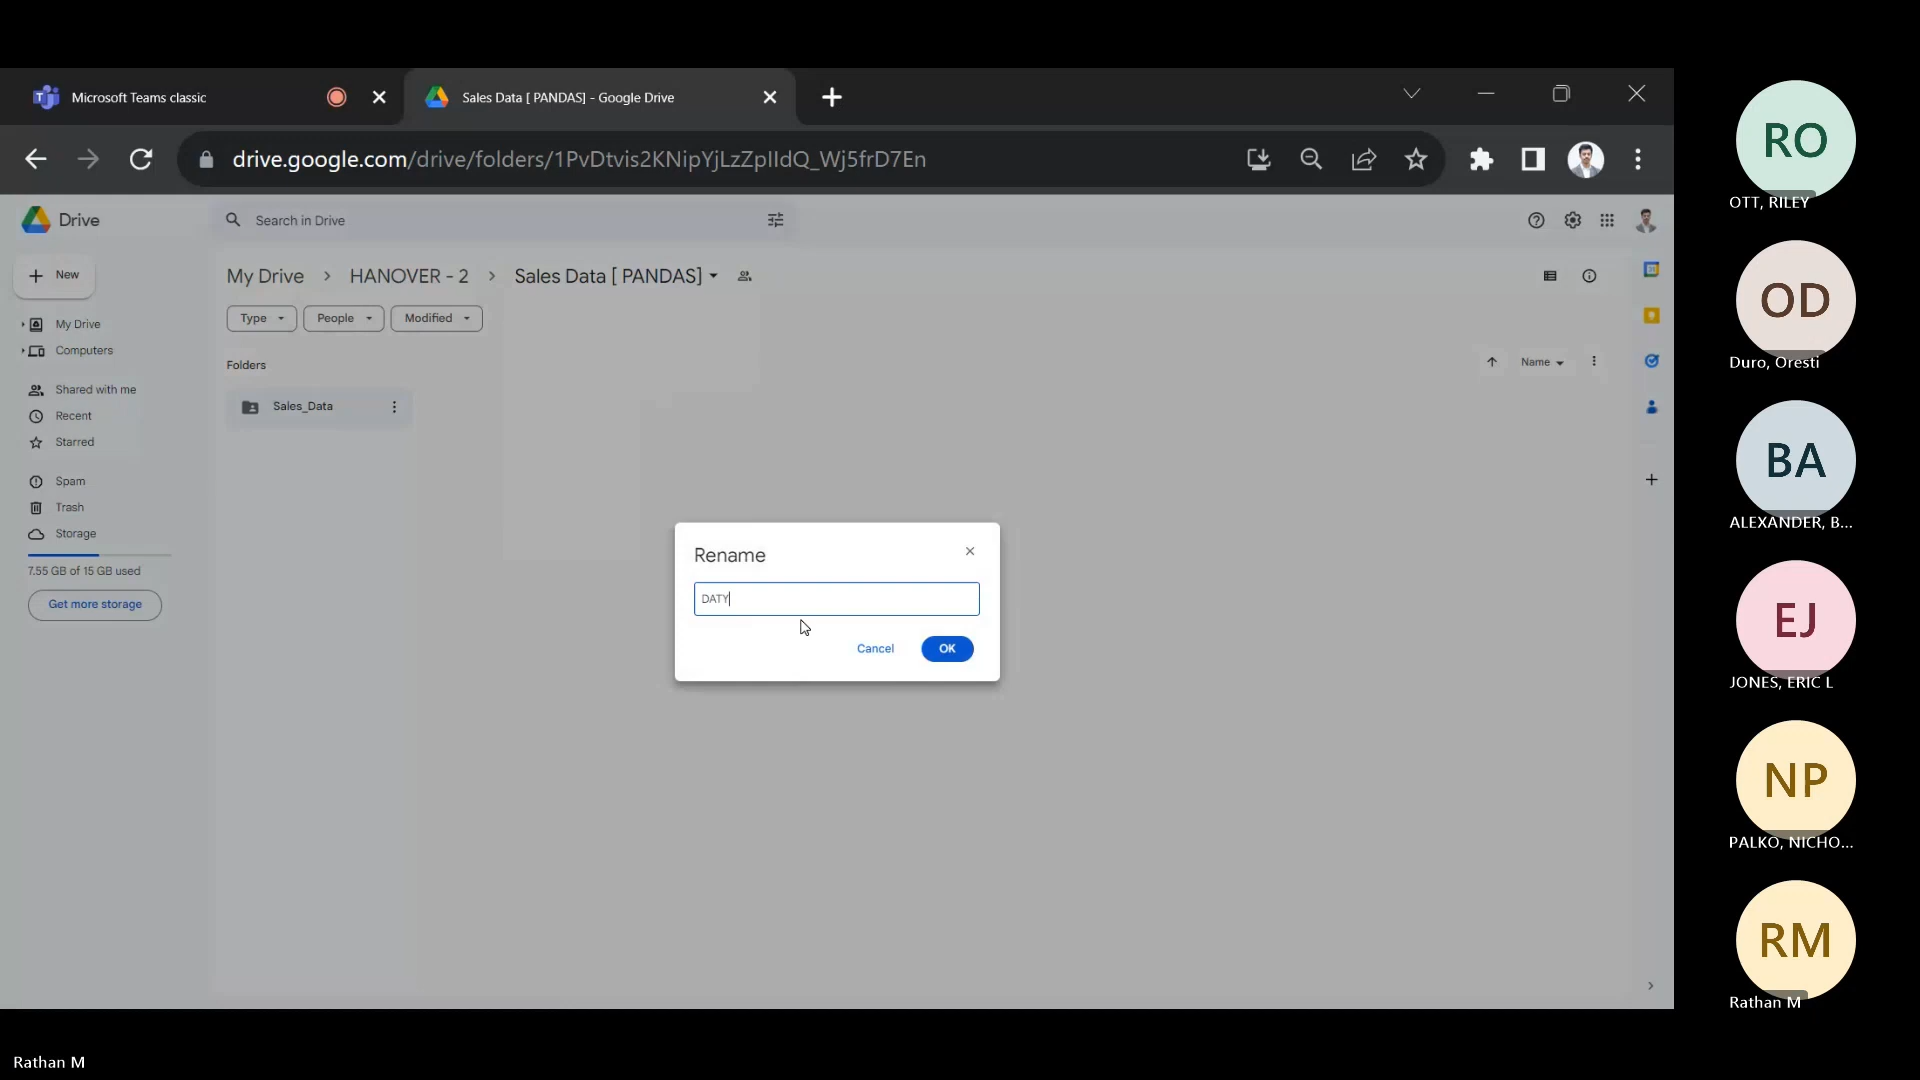 Microsoft Teams classic
Sales Data [ PANDAS] - Google Drive
drive.google.com/drive/folders/1PvDtvis2KNipYjLzZpIIdQ_Wj5frD7En
Drive
Search in Drive
New
My Drive
Computers
Shared with me
Recent
Starred
Spam
Trash
Storage
7.55 GB of 15 GB used
Get more storage
My Drive > HANOVER - 2 > Sales Data [ PANDAS]
Type
People
Modified
Folders
Name
Sales_Data
Rename
DATY
Cancel
OK
RO
OTT, RILEY
OD
Duro, Oresti
BA
ALEXANDER, B...
EJ
JONES, ERIC L
NP
PALKO, NICHO...
RM
Rathan M
Rathan M